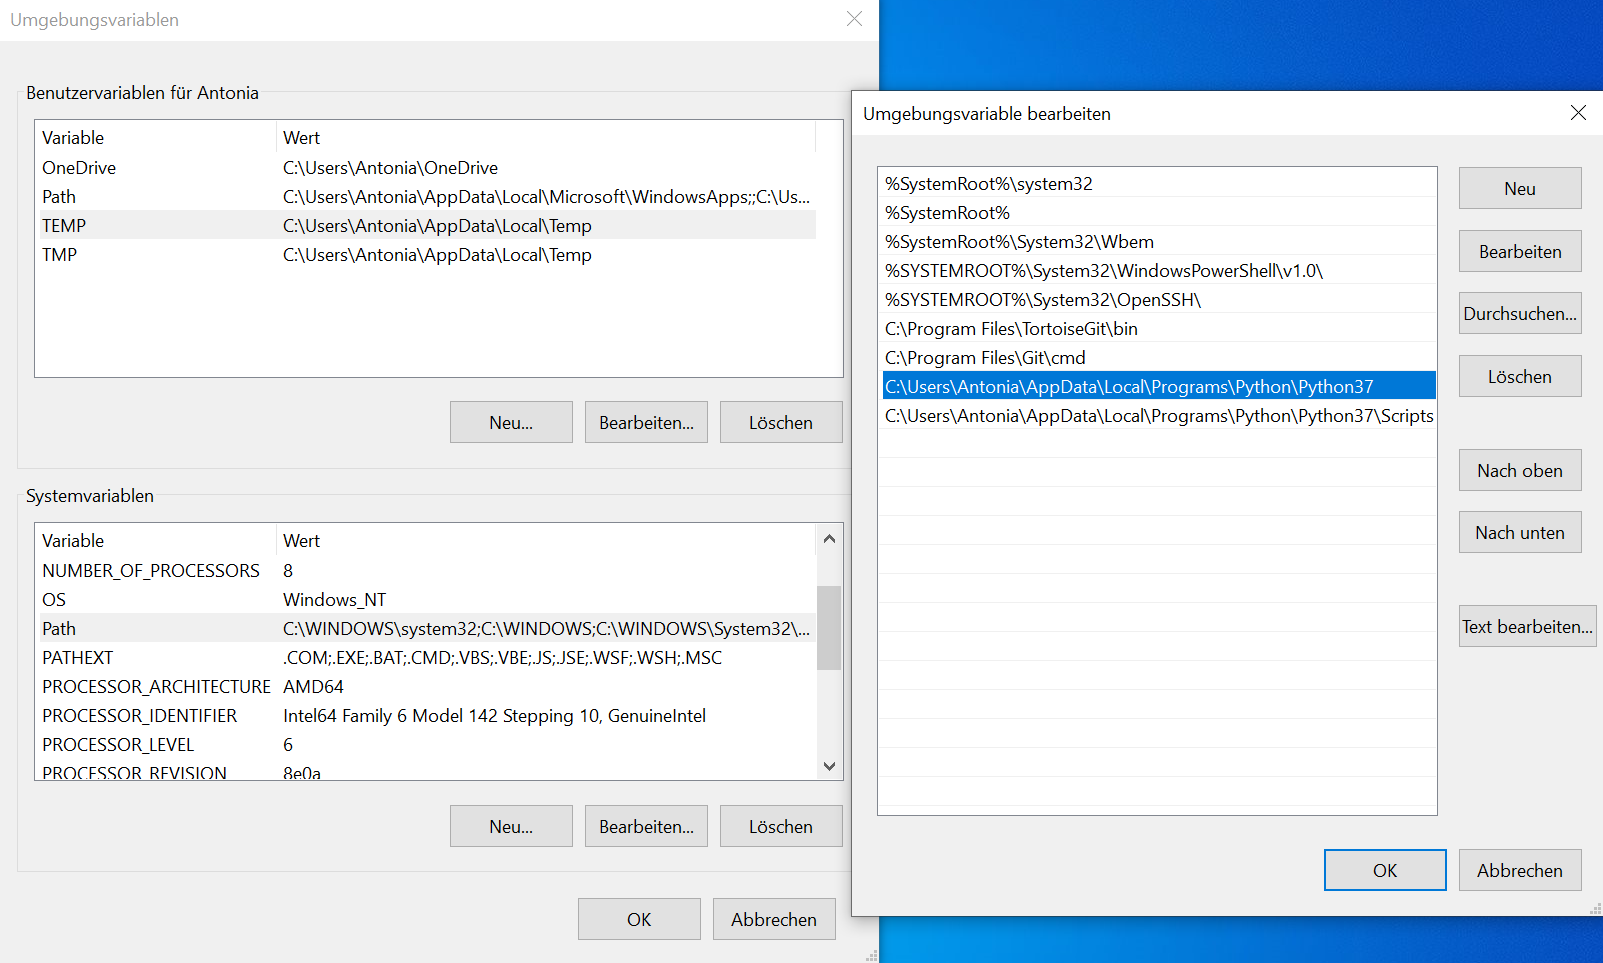 Umgebungsvariablen
Benutzervariablen für Antonia
Variable Wert
OneDrive C:\Users\Antonia\OneDrive
Path C:\Users\Antonia\AppData\Local\Microsoft\WindowsApps;;C:\Us...
TEMP C:\Users\Antonia\AppData\Local\Temp
TMP C:\Users\Antonia\AppData\Local\Temp
Neu... Bearbeiten... Löschen
Systemvariablen
Variable Wert
NUMBER_OF_PROCESSORS 8
OS Windows_NT
Path C:\WINDOWS\system32;C:\WINDOWS;C:\WINDOWS\System32\...
PATHEXT .COM;.EXE;.BAT;.CMD;.VBS;.VBE;.JS;.JSE;.WSF;.WSH;.MSC
PROCESSOR_ARCHITECTURE AMD64
PROCESSOR_IDENTIFIER Intel64 Family 6 Model 142 Stepping 10, GenuineIntel
PROCESSOR_LEVEL 6
PROCESSOR_REVISION 8e0a
Neu... Bearbeiten... Löschen
OK Abbrechen
Umgebungsvariable bearbeiten
%SystemRoot%\system32
%SystemRoot%
%SystemRoot%\System32\Wbem
%SYSTEMROOT%\System32\WindowsPowerShell\v1.0\
%SYSTEMROOT%\System32\OpenSSH\
C:\Program Files\TortoiseGit\bin
C:\Program Files\Git\cmd
C:\Users\Antonia\AppData\Local\Programs\Python\Python37
C:\Users\Antonia\AppData\Local\Programs\Python\Python37\Scripts
Neu
Bearbeiten
Durchsuchen...
Löschen
Nach oben
Nach unten
Text bearbeiten...
OK Abbrechen